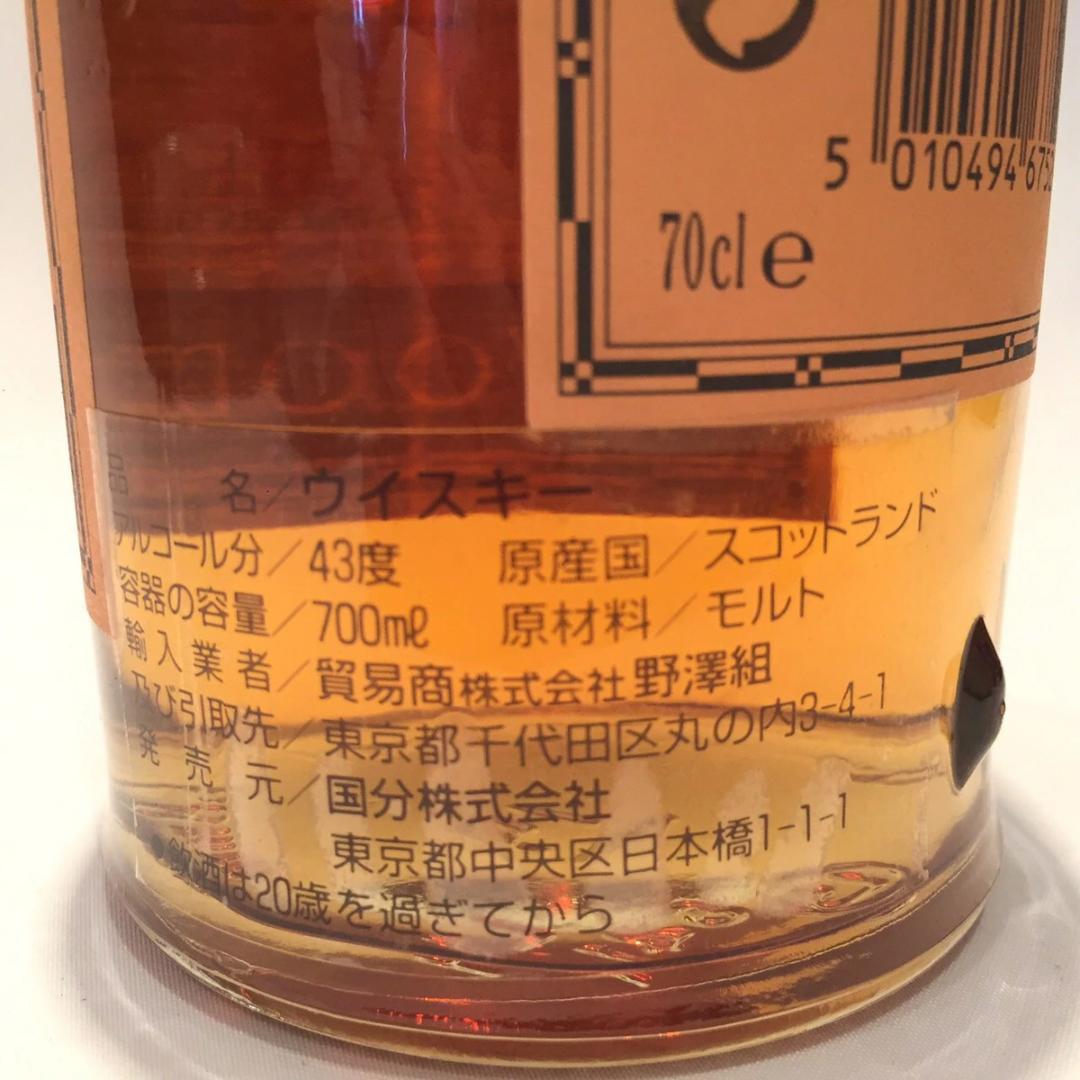 5 010494 675
70cl e
品名／ウイスキー
アルコール分／43度 原産国／スコットランド
容器の容量／700mℓ 原材料／モルト
輸入業者／貿易商株式会社野澤組
及び引取先／東京都千代田区丸の内3-4-1
発売元／国分株式会社
東京都中央区日本橋1-1-1
●飲酒は20歳を過ぎてから